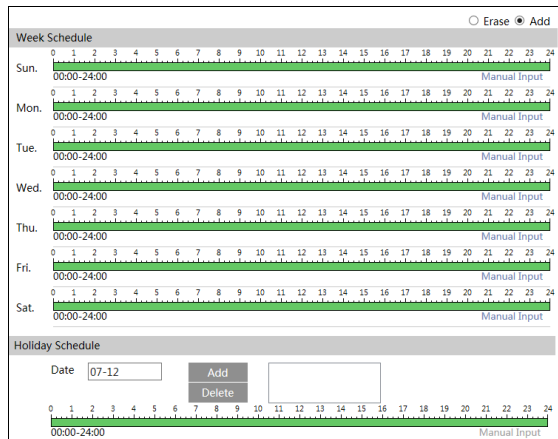 Erase Add
Week Schedule
0 1 2 3 4 5 6 7 8 9 10 11 12 13 14 15 16 17 18 19 20 21 22 23 24
Sun.
00:00-24:00 Manual Input
0 1 2 3 4 5 6 7 8 9 10 11 12 13 14 15 16 17 18 19 20 21 22 23 24
Mon.
00:00-24:00 Manual Input
0 1 2 3 4 5 6 7 8 9 10 11 12 13 14 15 16 17 18 19 20 21 22 23 24
Tue.
00:00-24:00 Manual Input
0 1 2 3 4 5 6 7 8 9 10 11 12 13 14 15 16 17 18 19 20 21 22 23 24
Wed.
00:00-24:00 Manual Input
0 1 2 3 4 5 6 7 8 9 10 11 12 13 14 15 16 17 18 19 20 21 22 23 24
Thu.
00:00-24:00 Manual Input
0 1 2 3 4 5 6 7 8 9 10 11 12 13 14 15 16 17 18 19 20 21 22 23 24
Fri.
00:00-24:00 Manual Input
0 1 2 3 4 5 6 7 8 9 10 11 12 13 14 15 16 17 18 19 20 21 22 23 24
Sat.
00:00-24:00 Manual Input
Holiday Schedule
Date 07-12 Add
Delete
0 1 2 3 4 5 6 7 8 9 10 11 12 13 14 15 16 17 18 19 20 21 22 23 24
00:00-24:00 Manual Input